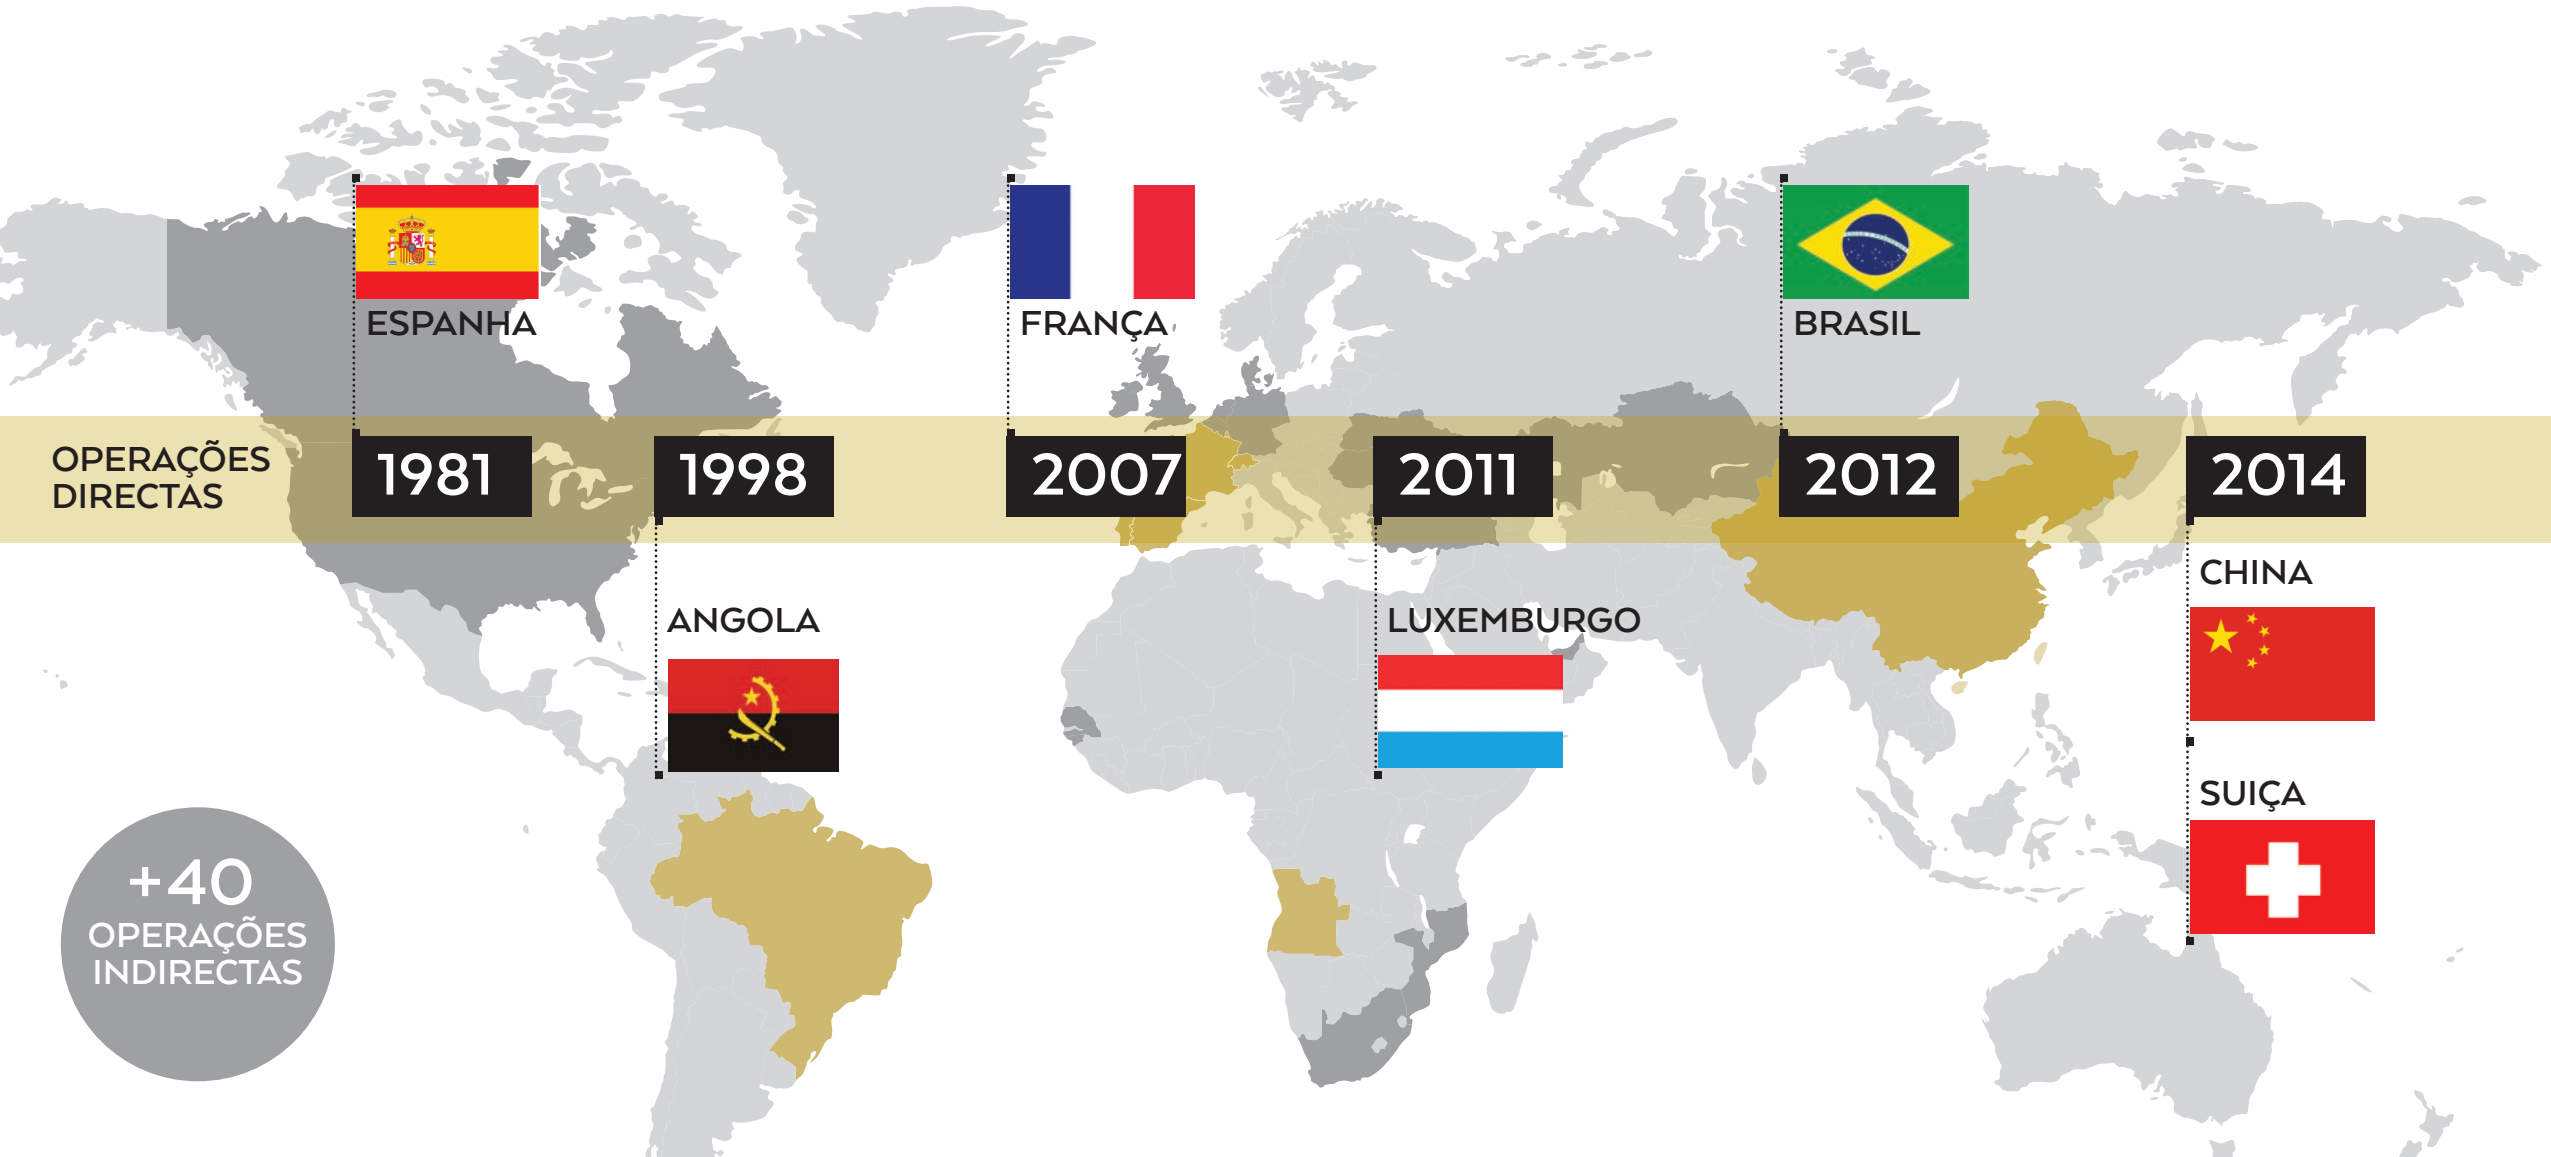 ESPANHA
FRANÇA
BRASIL
OPERAÇÕES
DIRECTAS
1981
1998
2007
2011
2012
2014
ANGOLA
LUXEMBURGO
CHINA
SUIÇA
+40
OPERAÇÕES
INDIRECTAS